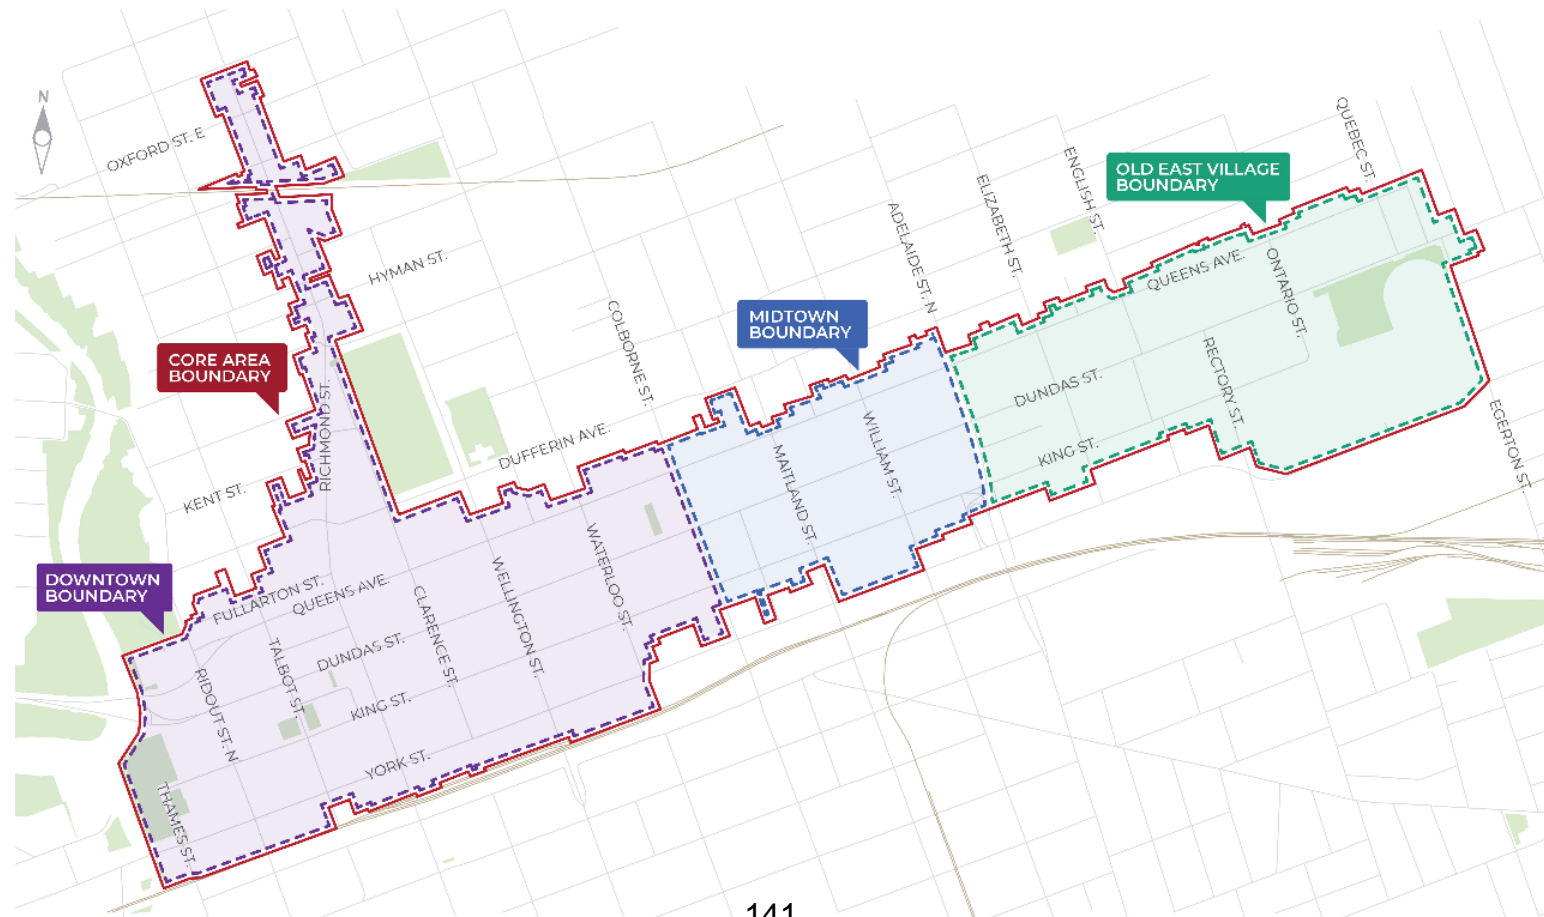 N
OXFORD ST. E
HYMAN ST.
CORE AREA
BOUNDARY
RICHMOND ST.
KENT ST.
DUFFERIN AVE.
COLBORNE ST.
MIDTOWN
BOUNDARY
ADELAIDE ST. N
ELIZABETH ST.
ENGLISH ST.
OLD EAST VILLAGE
BOUNDARY
QUEBEC ST.
QUEENS AVE.
ONTARIO ST.
DUNDAS ST.
RECTORY ST.
KING ST.
EGERTON ST.
WILLIAM ST.
MAITLAND ST.
DOWNTOWN
BOUNDARY
FULLARTON ST.
QUEENS AVE.
WATERLOO ST.
WELLINGTON ST.
CLARENCE ST.
DUNDAS ST.
TALBOT ST.
RIDOUT ST. N
KING ST.
YORK ST.
THAMES ST.
141